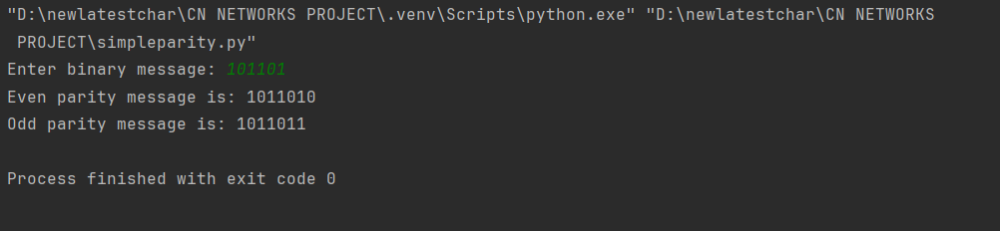 "D:\newlatestchar\CN NETWORKS PROJECT\.venv\Scripts\python.exe" "D:\newlatestchar\CN NETWORKS
PROJECT\simpleparity.py"
Enter binary message: 101101
Even parity message is: 1011010
Odd parity message is: 1011011
Process finished with exit code 0